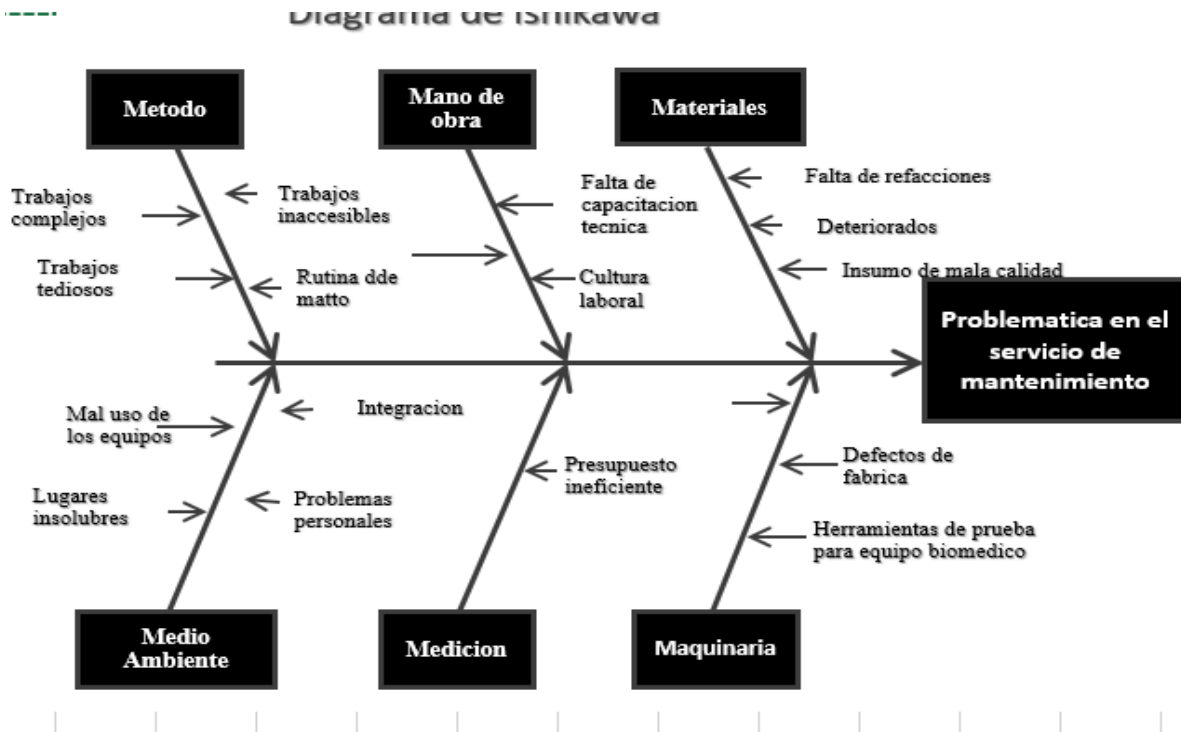 Diagrama de Ishikawa
Metodo
Mano de
obra
Materiales
Trabajos
complejos
Trabajos
inaccesibles
Trabajos
tediosos
Rutina dde
matto
Falta de
capacitacion
tecnica
Cultura
laboral
Falta de refacciones
Deteriorados
Insumo de mala calidad
Problematica en el
servicio de
mantenimiento
Mal uso de
los equipos
Integracion
Lugares
insolubres
Problemas
personales
Presupuesto
ineficiente
Defectos de
fabrica
Herramientas de prueba
para equipo biomedico
Medio
Ambiente
Medicion
Maquinaria